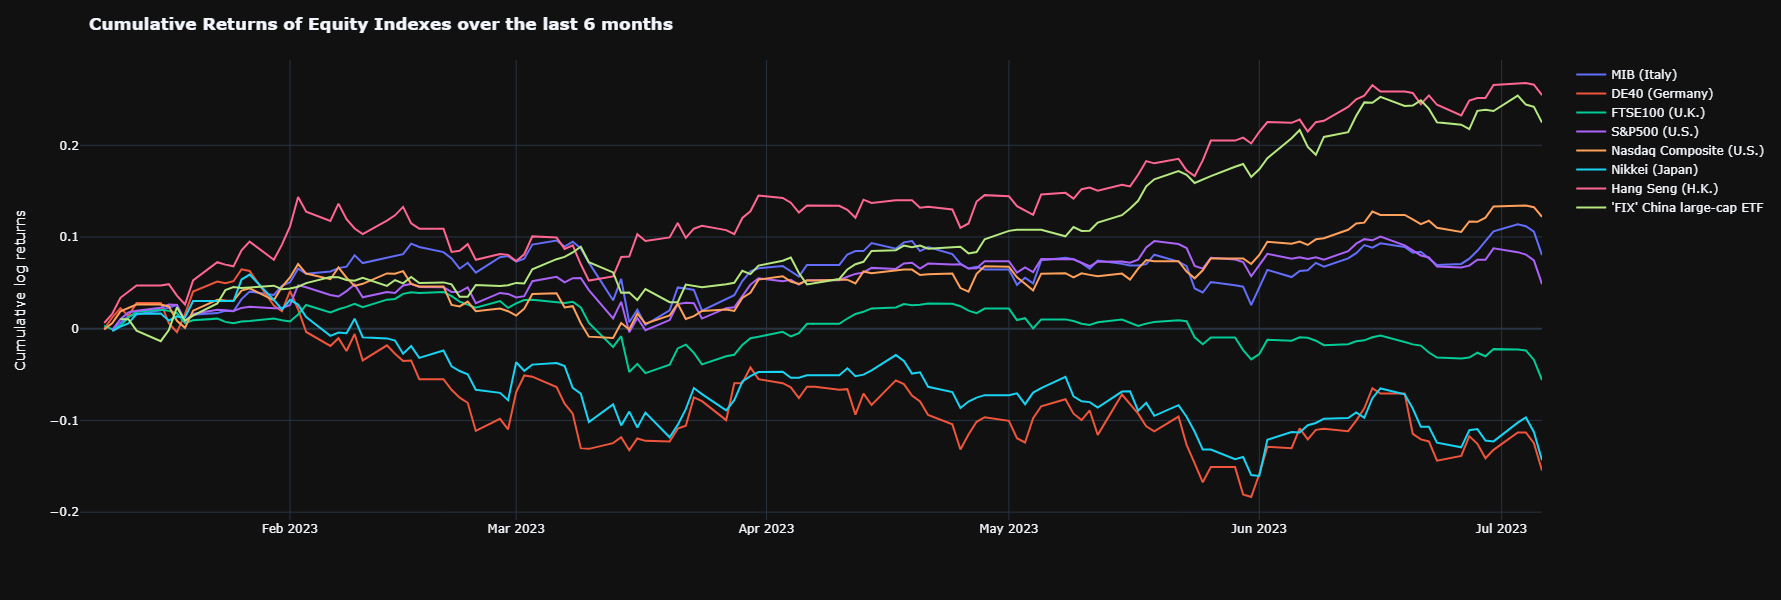 Cumulative Returns of Equity Indexes over the last 6 months
Cumulative log returns
0.2
0.1
0
−0.1
−0.2
Feb 2023
Mar 2023
Apr 2023
May 2023
Jun 2023
Jul 2023
MIB (Italy)
DE40 (Germany)
FTSE100 (U.K.)
S&P500 (U.S.)
Nasdaq Composite (U.S.)
Nikkei (Japan)
Hang Seng (H.K.)
'FIX' China large-cap ETF